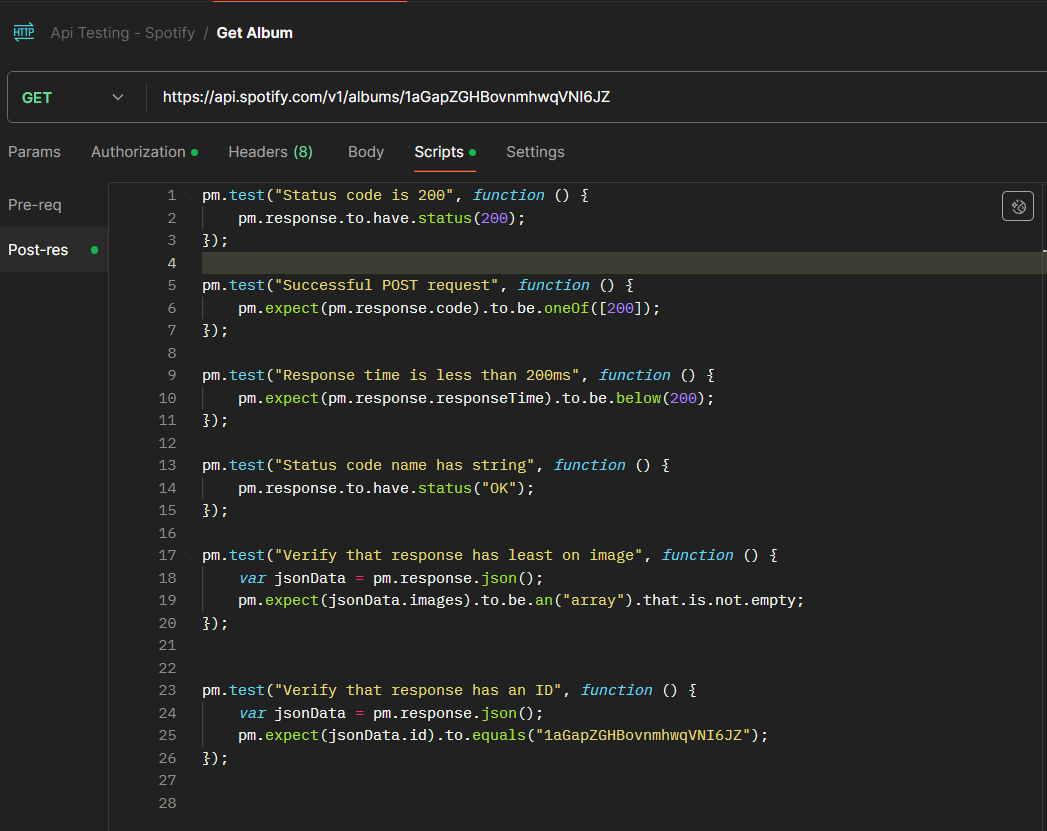 HTTP Api Testing - Spotify / Get Album
GET https://api.spotify.com/v1/albums/1aGapZGHBovnmhwqVNI6JZ
Params Authorization Headers (8) Body Scripts Settings
Pre-req
Post-res
1 pm.test("Status code is 200", function () {
2     pm.response.to.have.status(200);
3 });
4
5 pm.test("Successful POST request", function () {
6     pm.expect(pm.response.code).to.be.oneOf([200]);
7 });
8
9 pm.test("Response time is less than 200ms", function () {
10     pm.expect(pm.response.responseTime).to.be.below(200);
11 });
12
13 pm.test("Status code name has string", function () {
14     pm.response.to.have.status("OK");
15 });
16
17 pm.test("Verify that response has least on image", function () {
18     var jsonData = pm.response.json();
19     pm.expect(jsonData.images).to.be.an("array").that.is.not.empty;
20 });
21
22
23 pm.test("Verify that response has an ID", function () {
24     var jsonData = pm.response.json();
25     pm.expect(jsonData.id).to.equals("1aGapZGHBovnmhwqVNI6JZ");
26 });
27
28